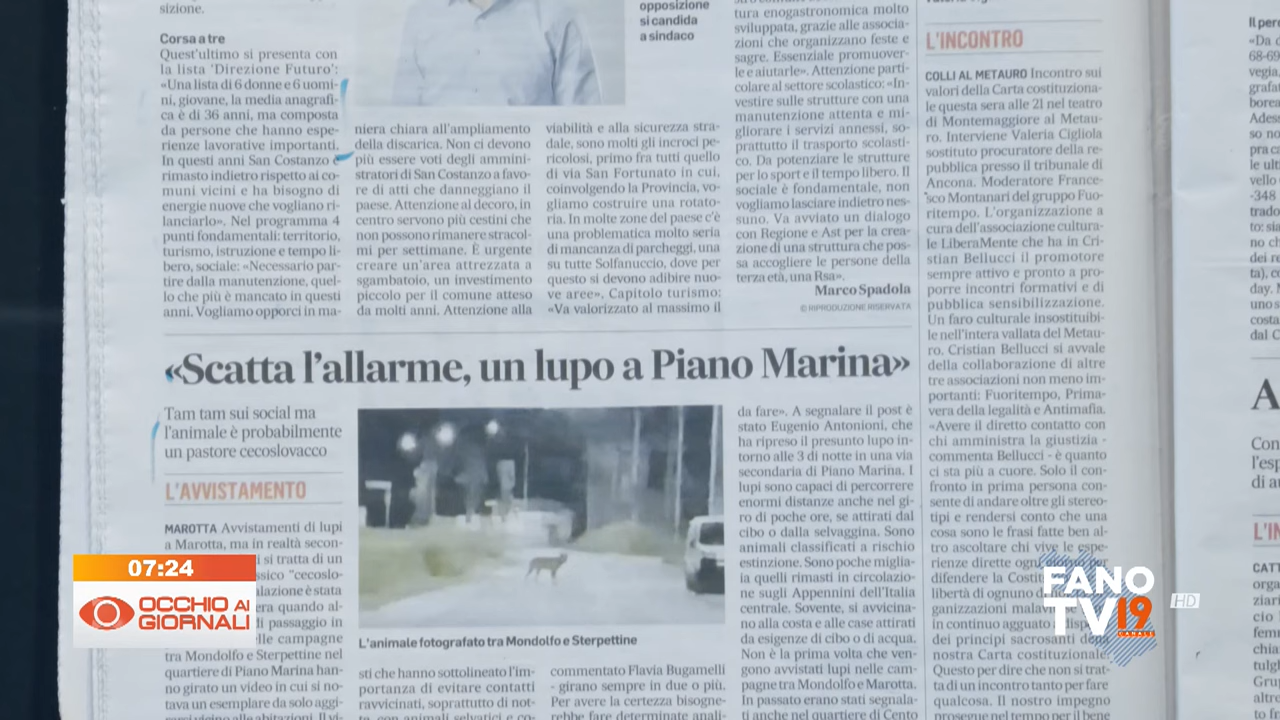 sizione.
Corsa a tre
Quest'ultimo si presenta con
la lista 'Direzione Futuro':
«Una lista di 6 donne e 6 uomi-
ni, giovane, la media anagrafi-
ca è di 36 anni, ma composta
da persone che hanno espe-
rienze lavorative importanti.
In questi anni San Costanzo è
rimasto indietro rispetto ai co-
muni vicini e ha bisogno di
energie nuove che vogliamo ri-
lanciarlo». Nel programma 4
punti fondamentali: territorio,
turismo, istruzione e tempo li-
bero, sociale: «Necessario par-
tire dalla manutenzione, quel-
lo che più è mancato in questi
anni. Vogliamo opporci in ma-
opposizione
si candida
a sindaco
niera chiara all'ampliamento
della discarica. Non ci devono
più essere voti degli ammini-
stratori di San Costanzo a favo-
re di atti che danneggiano il
paese. Attenzione al decoro, in
centro servono più cestini che
non possono rimanere stracol-
mi per settimane. È urgente
creare un'area attrezzata a
sgambatoio, un investimento
piccolo per il comune atteso
da molti anni. Attenzione alla
viabilità e alla sicurezza stra-
dale, sono molti gli incroci pe-
ricolosi, primo fra tutti quello
di via San Fortunato in cui,
coinvolgendo la Provincia, vo-
gliamo costruire una rotato-
ria. In molte zone del paese c'è
una problematica molto seria
di mancanza di parcheggi, una
su tutte Solfanuccio, dove per
questo si devono adibire nuo-
ve aree». Capitolo turismo:
«Va valorizzato al massimo il
tura enogastronomica molto
sviluppata, grazie alle associa-
zioni che organizzano feste e
sagre. Essenziale promuover-
le e aiutarle». Attenzione parti-
colare al settore scolastico: «In-
vestire sulle strutture con una
manutenzione attenta e mi-
gliorare i servizi annessi, so-
prattutto il trasporto scolasti-
co. Da potenziare le strutture
per lo sport e il tempo libero. Il
sociale è fondamentale, non
vogliamo lasciare indietro nes-
suno. Va avviato un dialogo
con Regione e Ast per la crea-
zione di una struttura che pos-
sa accogliere le persone della
terza età, una Rsa».
Marco Spadola
© RIPRODUZIONE RISERVATA
L'INCONTRO
COLLI AL METAURO Incontro sui
valori della Carta costituziona-
le questa sera alle 21 nel teatro
di Montemaggiore al Metau-
ro. Interviene Valeria Cigliola
sostituto procuratore della re-
pubblica presso il tribunale di
Ancona. Moderatore France-
sco Montanari del gruppo Fuo-
ritempo. L'organizzazione a
cura dell'associazione cultura-
le LiberaMente che ha in Cri-
stian Bellucci il promotore
sempre attivo e pronto a pro-
porre incontri formativi e di
pubblica sensibilizzazione.
Un faro culturale insostituibi-
le nell'intera vallata del Metau-
ro. Cristian Bellucci si avvale
della collaborazione di altre
tre associazioni non meno im-
portanti: Fuoritempo, Prima-
vera della legalità e Antimafia.
«Avere il diretto contatto con
chi amministra la giustizia -
commenta Bellucci - è quanto
ci sta più a cuore. Solo il con-
fronto in prima persona con-
sente di andare oltre gli stereo-
tipi e rendersi conto che una
cosa sono le frasi fatte ben al-
tro ascoltare chi vive le espe-
rienze dirette
difendere la Costit
libertà di ognuno d
ganizzazioni mala
in continuo agguato
dei principi sacrosanti della
nostra Carta costituzionale.
Questo per dire che non si trat-
ta di un incontro tanto per fare
qualcosa. Il nostro impegno
prosegue nel tempo per il bene
«Scatta l'allarme, un lupo a Piano Marina»
Tam tam sui social ma
l'animale è probabilmente
un pastore cecoslovacco
L'AVVISTAMENTO
MAROTTA Avvistamenti di lupi
a Marotta, ma in realtà secon-
si tratta di un
ssico "cecoslo-
lazione è stata
era quando al-
passaggio in
elle campagne
tra Mondolfo e Sterpettine nel
quartiere di Piano Marina han-
no girato un video in cui si no-
tava un esemplare da solo aggi-
L'animale fotografato tra Mondolfo e Sterpettine
sti che hanno sottolineato l'im-
portanza di evitare contatti
ravvicinati, soprattutto di not-
commentato Flavia Bugamelli
- girano sempre in due o più.
Per avere la certezza bisogne-
rebbe fare determinate anali-
da fare». A segnalare il post è
stato Eugenio Antonioni, che
ha ripreso il presunto lupo in-
torno alle 3 di notte in una via
secondaria di Piano Marina. I
lupi sono capaci di percorrere
enormi distanze anche nel gi-
ro di poche ore, se attirati dal
cibo o dalla selvaggina. Sono
animali classificati a rischio
estinzione. Sono poche miglia-
ia quelli rimasti in circolazio-
ne sugli Appennini dell'Italia
centrale. Sovente, si avvicina-
no alla costa e alle case attirati
da esigenze di cibo o di acqua.
Non è la prima volta che ven-
gono avvistati lupi nelle cam-
pagne tra Mondolfo e Marotta.
In passato erano stati segnala-
ti anche nel quartiere di Cento
07:24
OCCHIO AI
GIORNALI
FANO
TV19
CANALE
HD